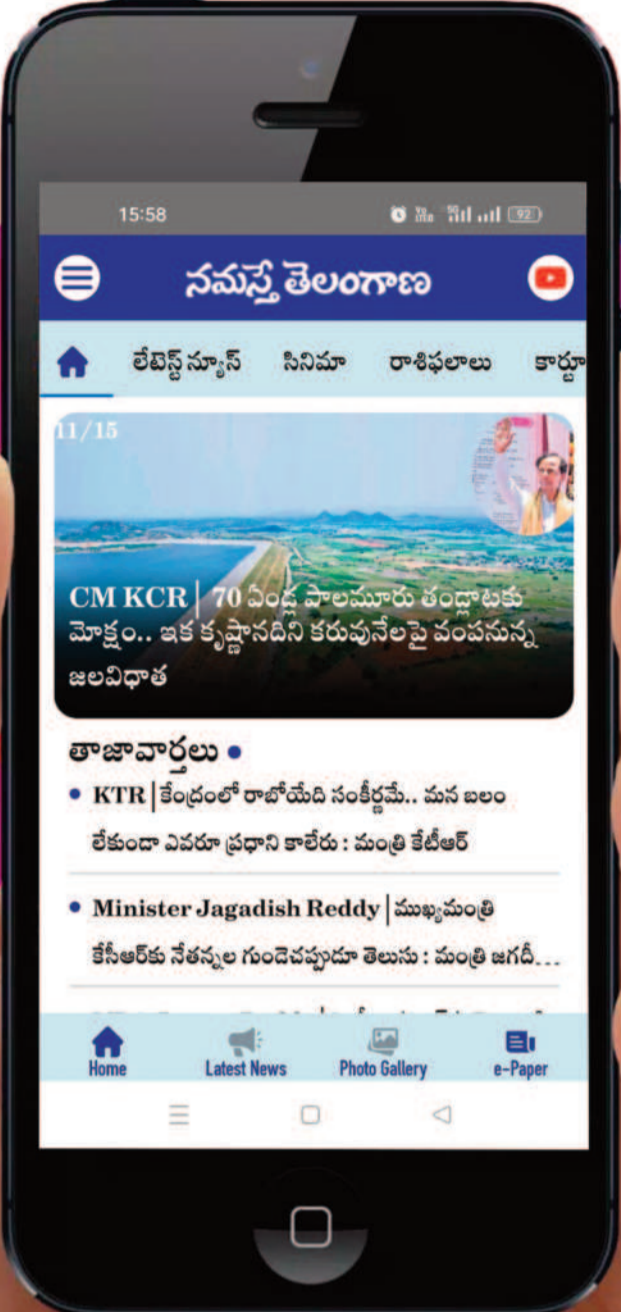 15:58
92
నమస్తే తెలంగాణ
లేటెస్ట్ న్యూస్ సినిమా రాశిఫలాలు కార్టూ
11/15
CM KCR | 70 ఏండ్ల పాలమూరు తండ్లాటకు
మోక్షం.. ఇక కృష్ణానదిని కరువునేలపై వంపనున్న
జలవిధాత
తాజావార్తలు
KTR | కేంద్రంలో రాబోయేది సంకీర్ణమే.. మన బలం
లేకుండా ఎవరూ ప్రధాని కాలేరు : మంత్రి కేటీఆర్
Minister Jagadish Reddy | ముఖ్యమంత్రి
కేసీఆర్‌కు నేతన్నల గుండెచప్పుడూ తెలుసు : మంత్రి జగదీ...
Home Latest News Photo Gallery e-Paper